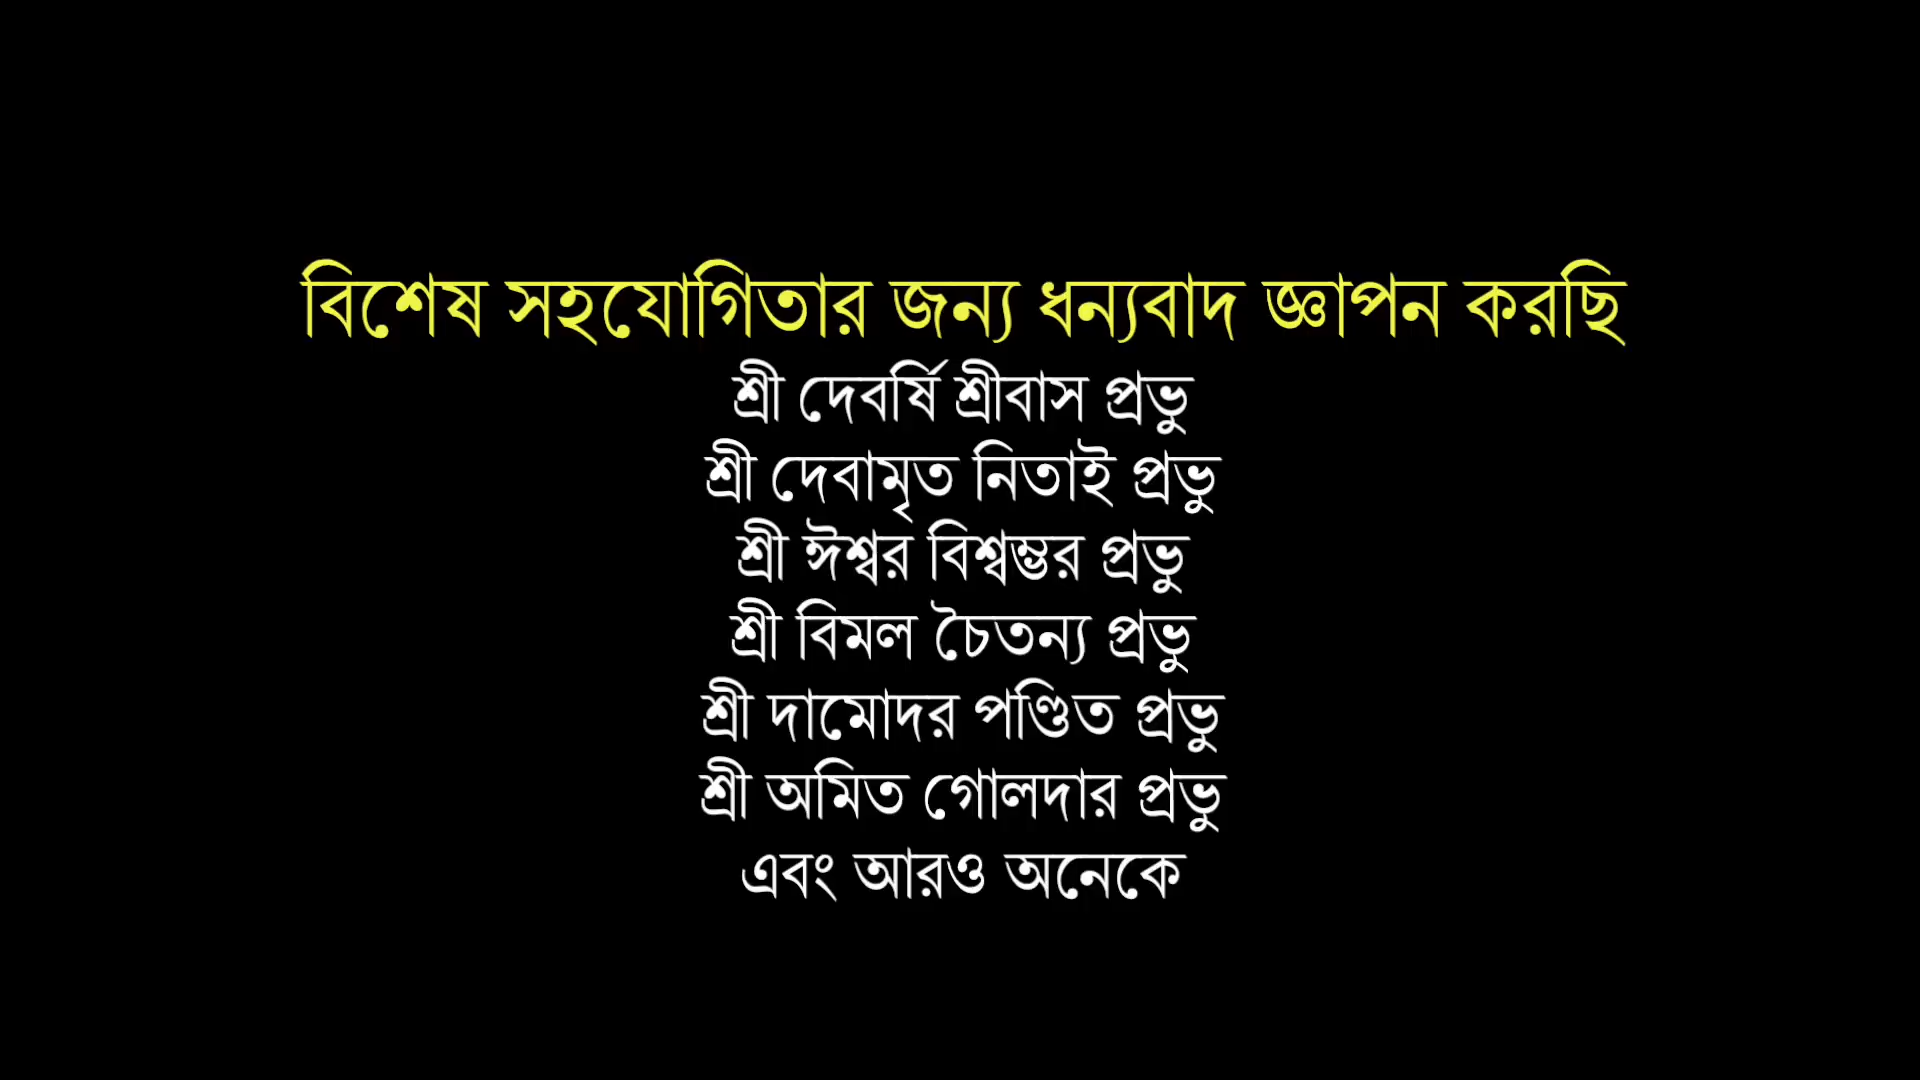 বিশেষ সহযোগিতার জন্য ধন্যবাদ জ্ঞাপন করছি
শ্রী দেবর্ষি শ্রীবাস প্রভু
শ্রী দেবামৃত নিতাই প্রভু
শ্রী ঈশ্বর বিশ্বম্ভর প্রভু
শ্রী বিমল চৈতন্য প্রভু
শ্রী দামোদর পণ্ডিত প্রভু
শ্রী অমিত গোলদার প্রভু
এবং আরও অনেকে